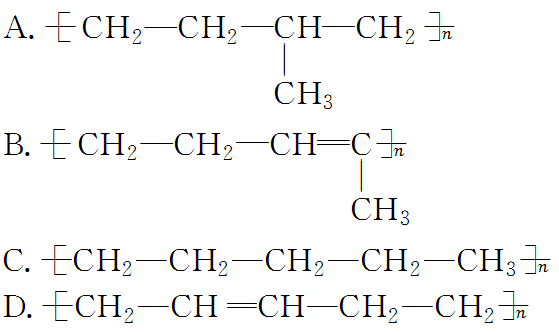 A. ⁅CH₂—CH₂—CH—CH₂⁆ₙ
CH₃
B. ⁅CH₂—CH₂—CH═C⁆ₙ
CH₃
C. ⁅CH₂—CH₂—CH₂—CH₂—CH₃⁆ₙ
D. ⁅CH₂—CH═CH—CH₂—CH₂⁆ₙ